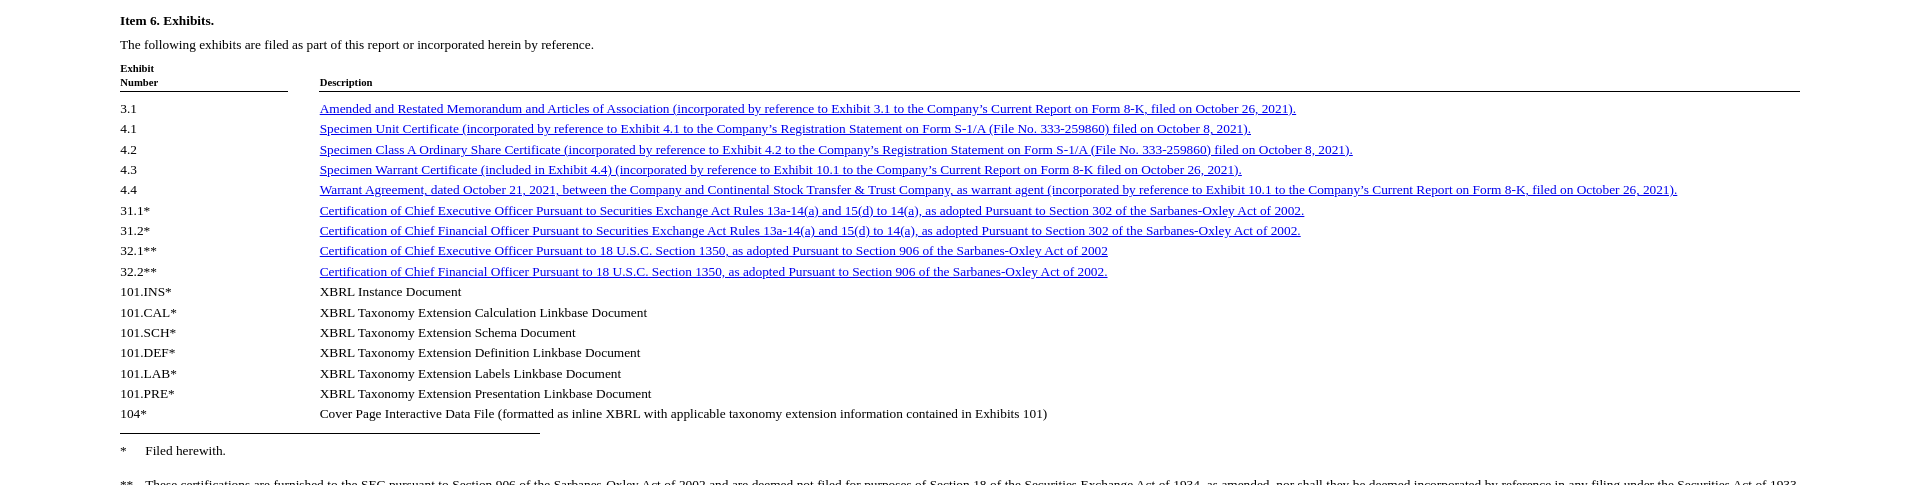 Item 6. Exhibits.
The following exhibits are filed as part of this report or incorporated herein by reference.
Exhibit
Number Description
3.1 Amended and Restated Memorandum and Articles of Association (incorporated by reference to Exhibit 3.1 to the Company’s Current Report on Form 8-K, filed on October 26, 2021).
4.1 Specimen Unit Certificate (incorporated by reference to Exhibit 4.1 to the Company’s Registration Statement on Form S-1/A (File No. 333-259860) filed on October 8, 2021).
4.2 Specimen Class A Ordinary Share Certificate (incorporated by reference to Exhibit 4.2 to the Company’s Registration Statement on Form S-1/A (File No. 333-259860) filed on October 8, 2021).
4.3 Specimen Warrant Certificate (included in Exhibit 4.4) (incorporated by reference to Exhibit 10.1 to the Company’s Current Report on Form 8-K filed on October 26, 2021).
4.4 Warrant Agreement, dated October 21, 2021, between the Company and Continental Stock Transfer & Trust Company, as warrant agent (incorporated by reference to Exhibit 10.1 to the Company’s Current Report on Form 8-K, filed on October 26, 2021).
31.1* Certification of Chief Executive Officer Pursuant to Securities Exchange Act Rules 13a-14(a) and 15(d) to 14(a), as adopted Pursuant to Section 302 of the Sarbanes-Oxley Act of 2002.
31.2* Certification of Chief Financial Officer Pursuant to Securities Exchange Act Rules 13a-14(a) and 15(d) to 14(a), as adopted Pursuant to Section 302 of the Sarbanes-Oxley Act of 2002.
32.1** Certification of Chief Executive Officer Pursuant to 18 U.S.C. Section 1350, as adopted Pursuant to Section 906 of the Sarbanes-Oxley Act of 2002
32.2** Certification of Chief Financial Officer Pursuant to 18 U.S.C. Section 1350, as adopted Pursuant to Section 906 of the Sarbanes-Oxley Act of 2002.
101.INS* XBRL Instance Document
101.CAL* XBRL Taxonomy Extension Calculation Linkbase Document
101.SCH* XBRL Taxonomy Extension Schema Document
101.DEF* XBRL Taxonomy Extension Definition Linkbase Document
101.LAB* XBRL Taxonomy Extension Labels Linkbase Document
101.PRE* XBRL Taxonomy Extension Presentation Linkbase Document
104* Cover Page Interactive Data File (formatted as inline XBRL with applicable taxonomy extension information contained in Exhibits 101)
* Filed herewith.
** These certifications are furnished to the SEC pursuant to Section 906 of the Sarbanes-Oxley Act of 2002 and are deemed not filed for purposes of Section 18 of the Securities Exchange Act of 1934, as amended, nor shall they be deemed incorporated by reference in any filing under the Securities Act of 1933,